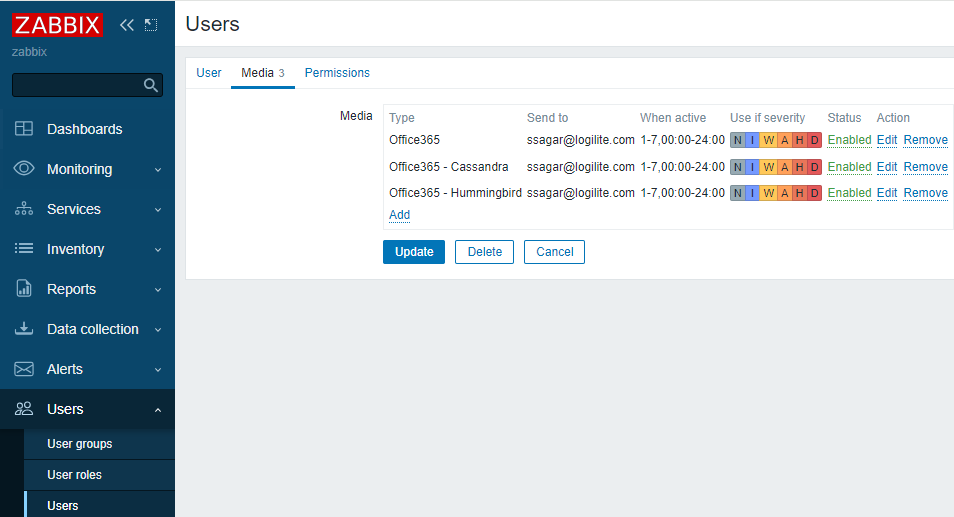 ZABBIX
zabbix
Dashboards
Monitoring
Services
Inventory
Reports
Data collection
Alerts
Users
User groups
User roles
Users
Users
User Media 3 Permissions
Media Type Send to When active Use if severity Status Action
Office365 ssagar@logilite.com 1-7,00:00-24:00 N I W A H D Enabled Edit Remove
Office365 - Cassandra ssagar@logilite.com 1-7,00:00-24:00 N I W A H D Enabled Edit Remove
Office365 - Hummingbird ssagar@logilite.com 1-7,00:00-24:00 N I W A H D Enabled Edit Remove
Add
Update Delete Cancel